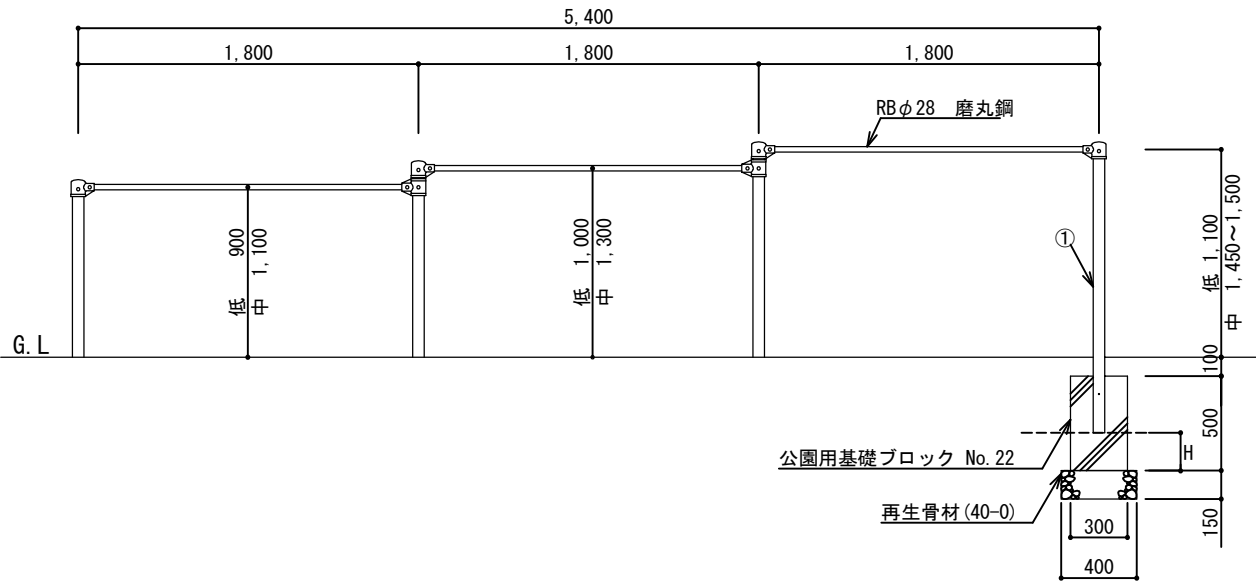 5,400
1,800
1,800
1,800
RBφ28 磨丸鋼
低 900
中 1,100
低 1,000
中 1,300
①
低 1,100
中 1,450～1,500
G.L
100
500
H
公園用基礎ブロック No.22
再生骨材(40-0)
150
300
400